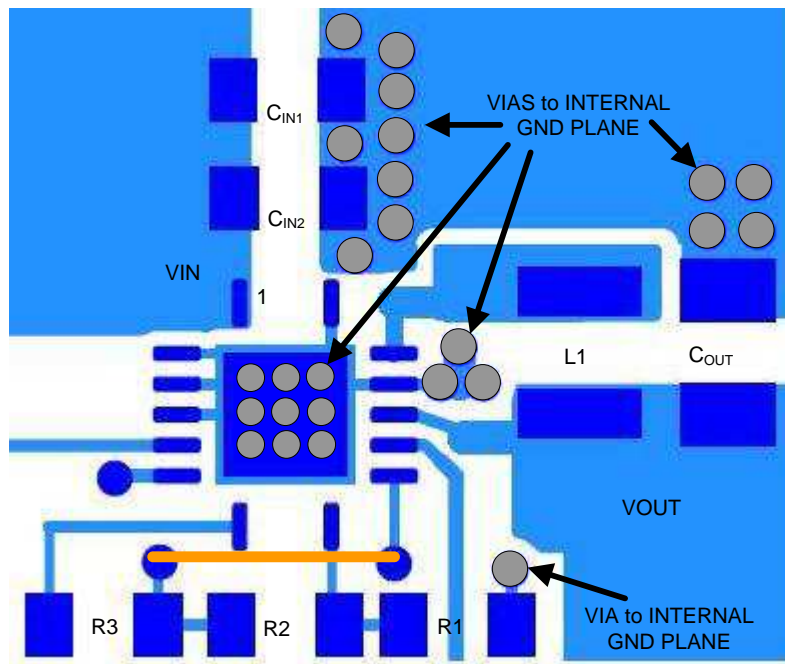 VIAS to INTERNAL
GND PLANE
CIN1
CIN2
VIN
1
L1
COUT
VOUT
R3
R2
R1
VIA to INTERNAL
GND PLANE